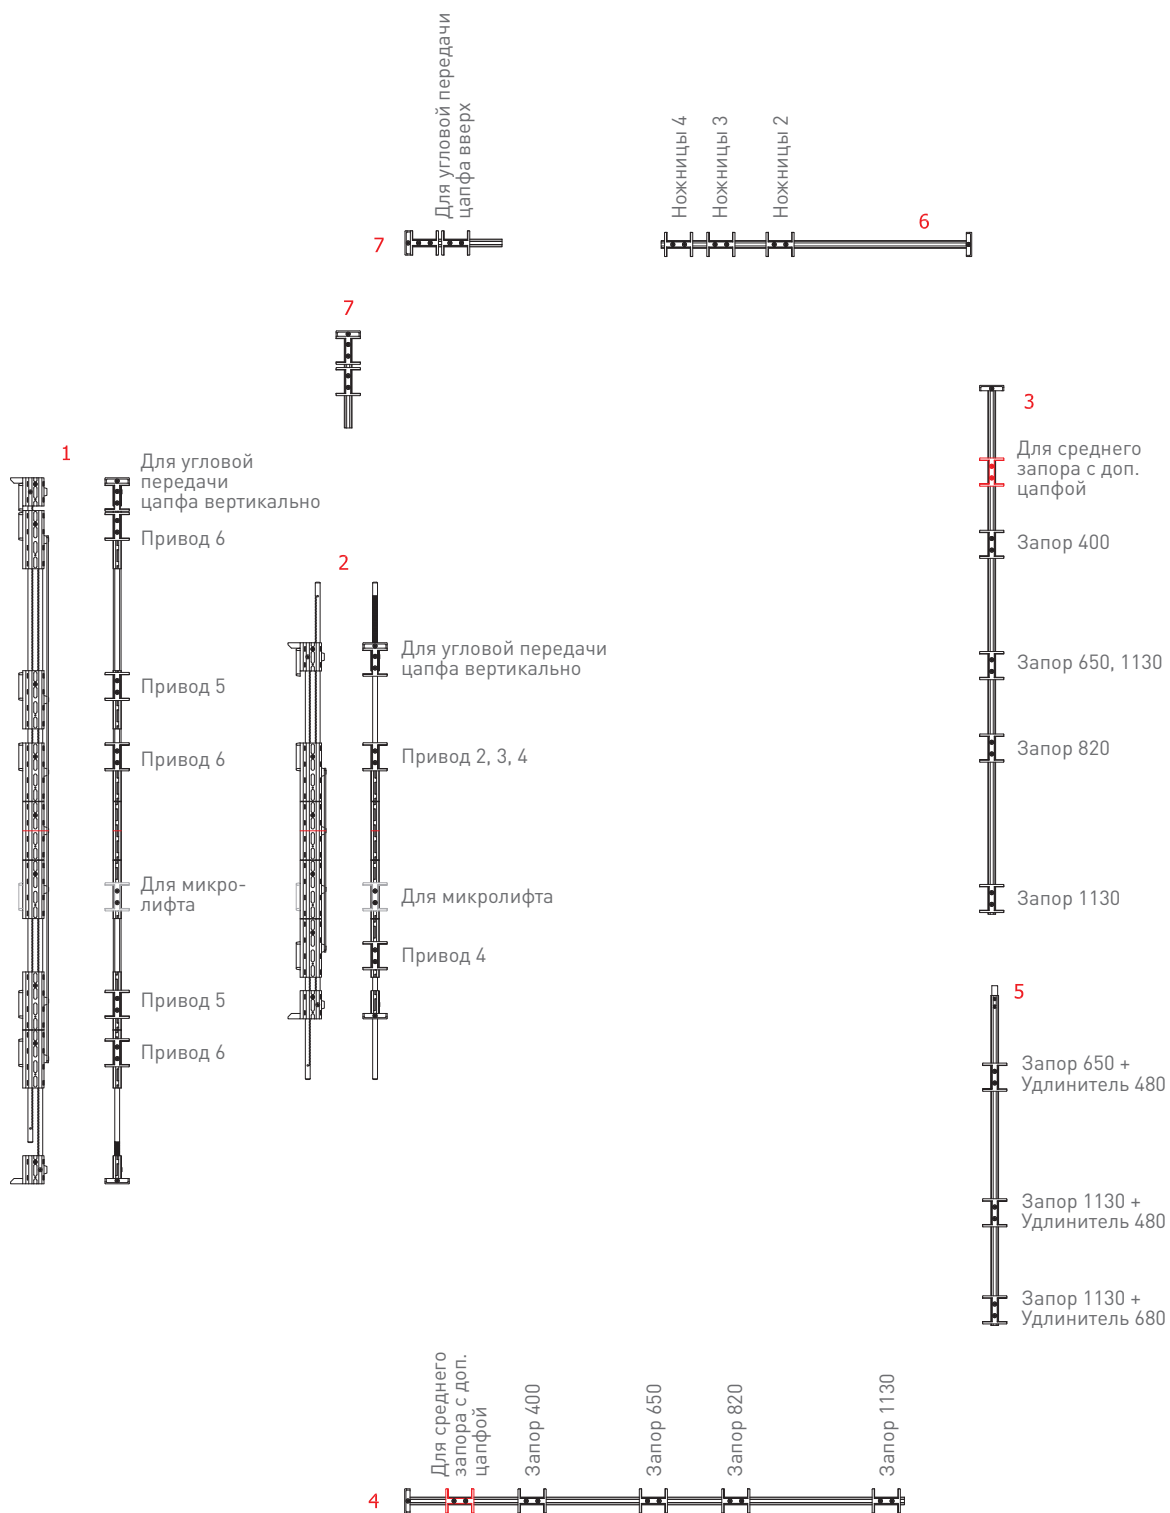 Для угловой передачи
цапфа вверх
7
Ножницы 4
Ножницы 3
Ножницы 2
6
7
1
Для угловой
передачи
цапфа вертикально
Привод 6
Привод 5
Привод 6
Для микро-
лифта
Привод 5
Привод 6
2
Для угловой передачи
цапфа вертикально
Привод 2, 3, 4
Для микролифта
Привод 4
3
Для среднего
запора с доп.
цапфой
Запор 400
Запор 650, 1130
Запор 820
Запор 1130
5
Запор 650 +
Удлинитель 480
Запор 1130 +
Удлинитель 480
Запор 1130 +
Удлинитель 680
4
Для среднего
запора с доп.
цапфой
Запор 400
Запор 650
Запор 820
Запор 1130